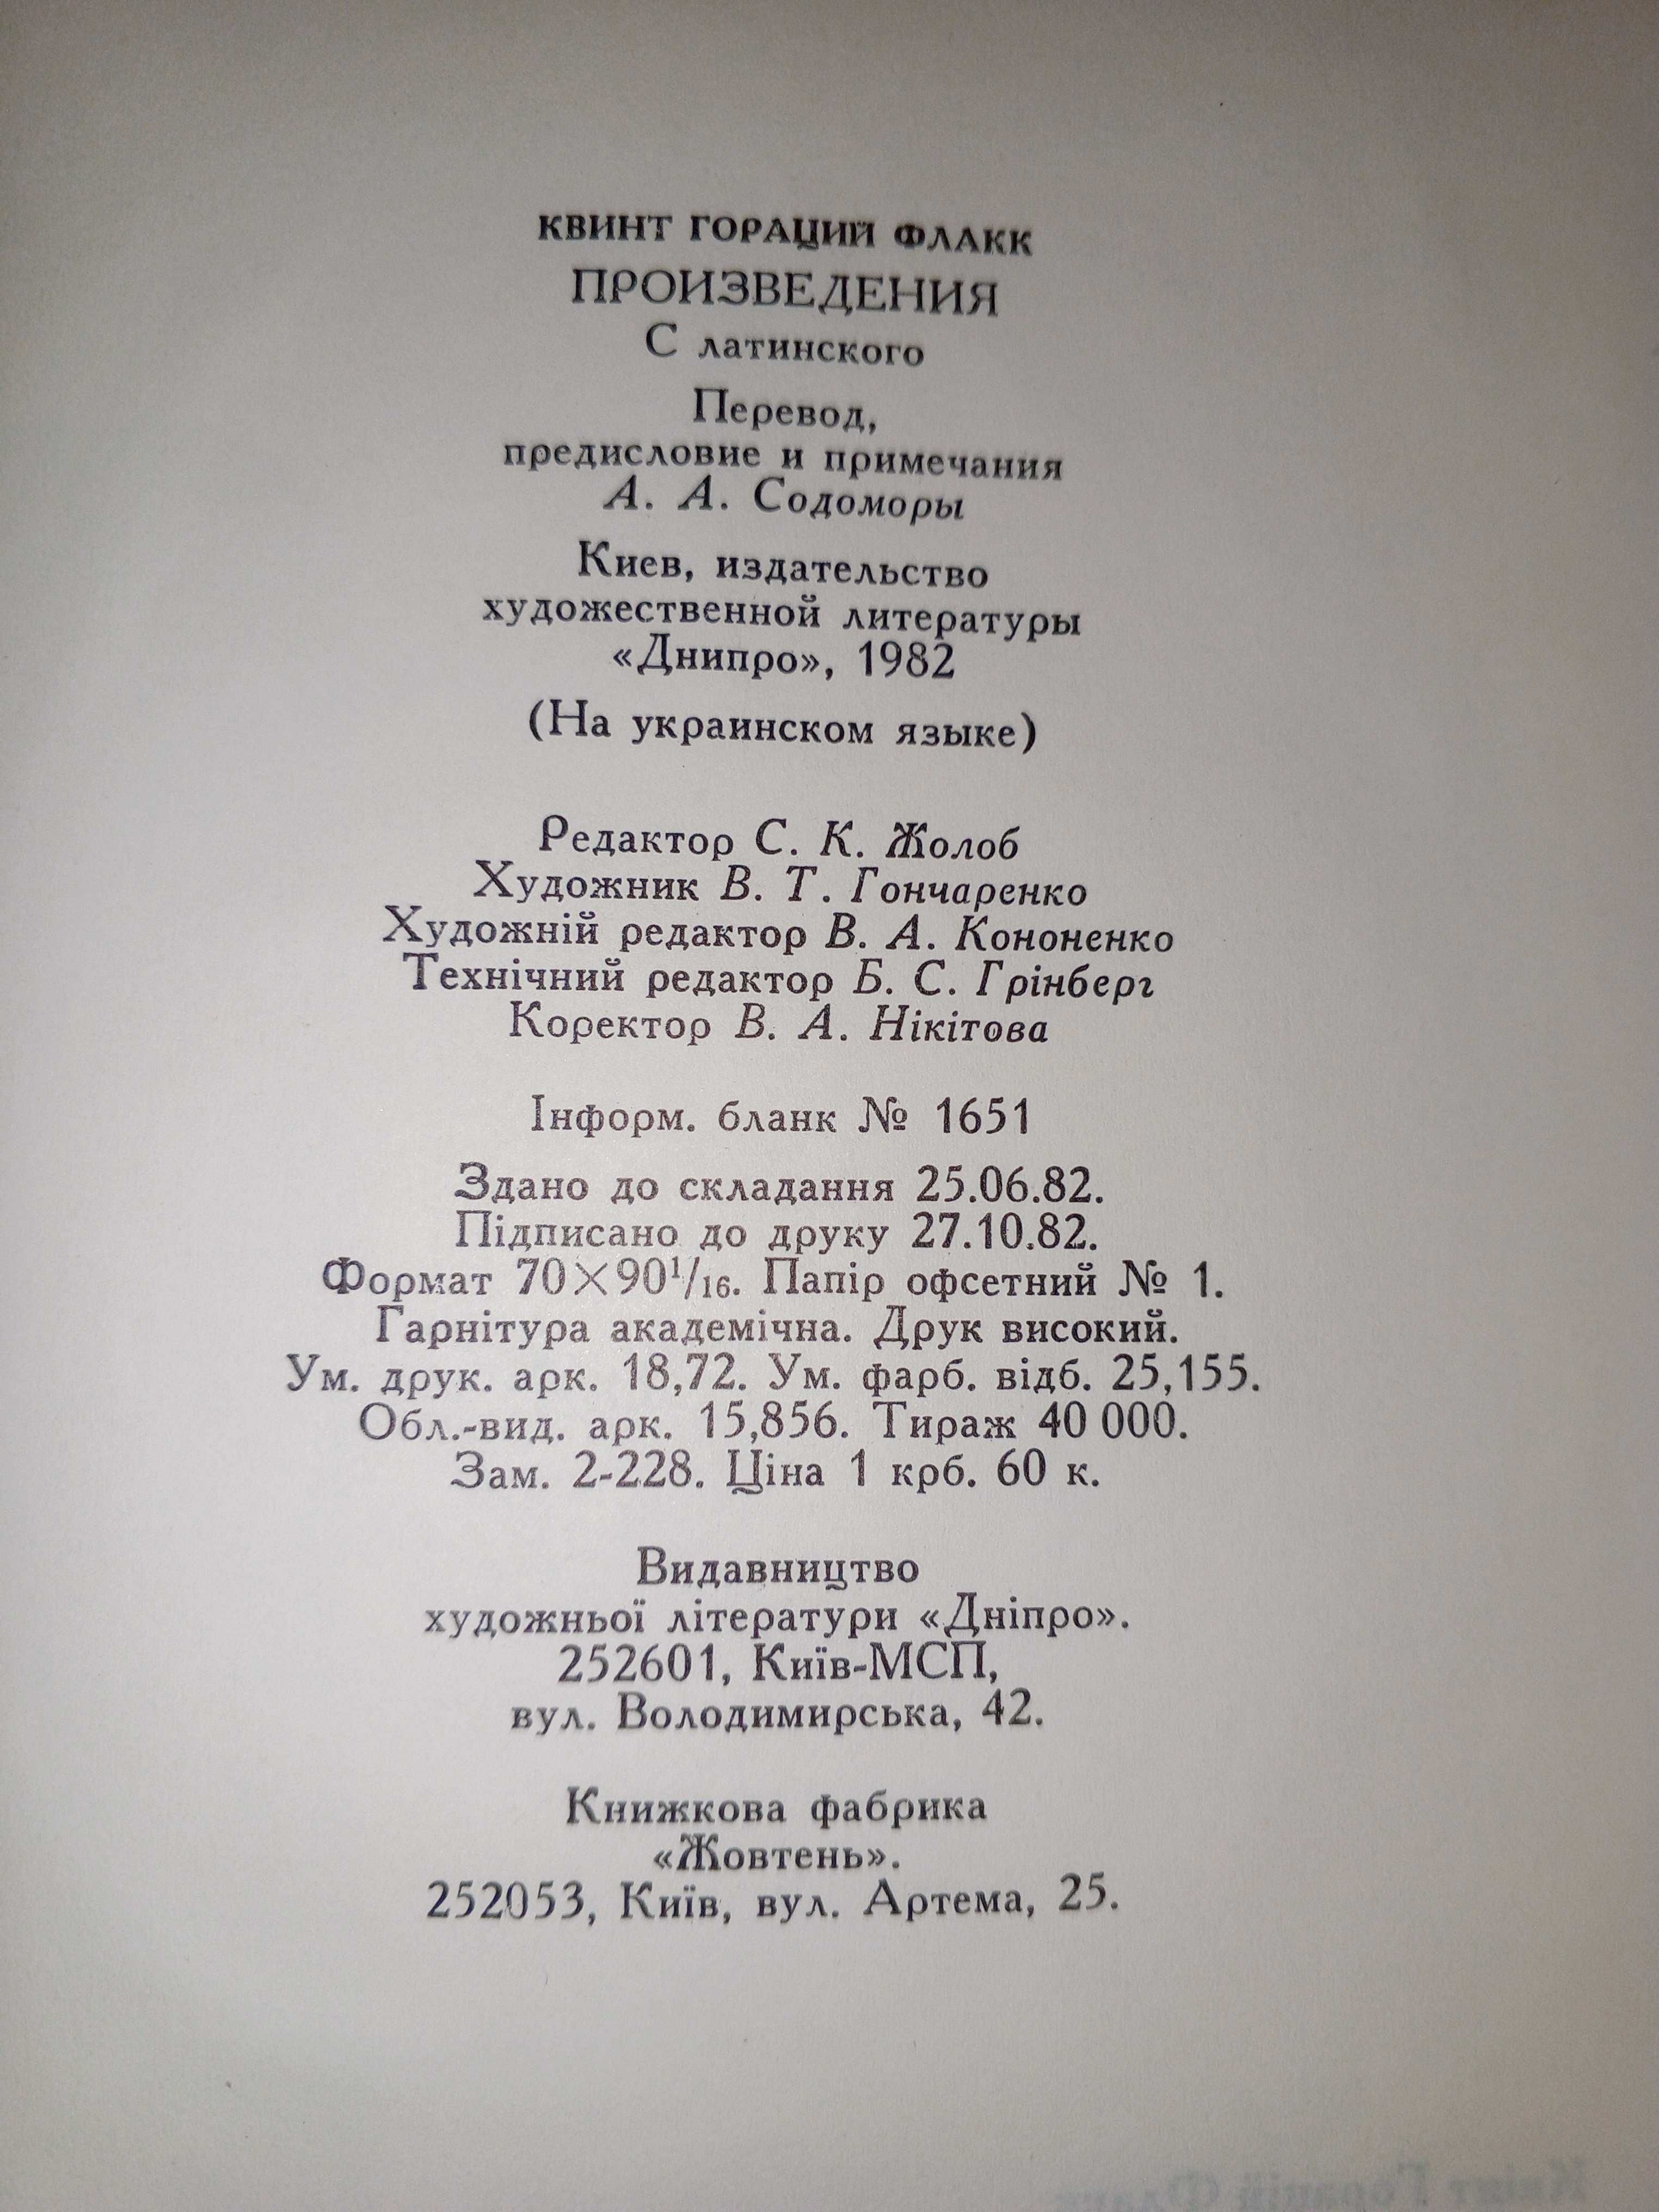 КВИНТ ГОРАЦИЙ ФЛАКК
ПРОИЗВЕДЕНИЯ
С латинского
Перевод,
предисловие и примечания
А. А. Содоморы
Киев, издательство
художественной литературы
«Днипро», 1982
(На украинском языке)
Редактор С. К. Жолоб
Художник В. Т. Гончаренко
Художній редактор В. А. Кононенко
Технічний редактор Б. С. Грінберг
Коректор В. А. Нікітова
Інформ. бланк № 1651
Здано до складання 25.06.82.
Підписано до друку 27.10.82.
Формат 70×90¹/₁₆. Папір офсетний № 1.
Гарнітура академічна. Друк високий.
Ум. друк. арк. 18,72. Ум. фарб. відб. 25,155.
Обл.-вид. арк. 15,856. Тираж 40 000.
Зам. 2-228. Ціна 1 крб. 60 к.
Видавництво
художньої літератури «Дніпро».
252601, Київ-МСП,
вул. Володимирська, 42.
Книжкова фабрика
«Жовтень».
252053, Київ, вул. Артема, 25.